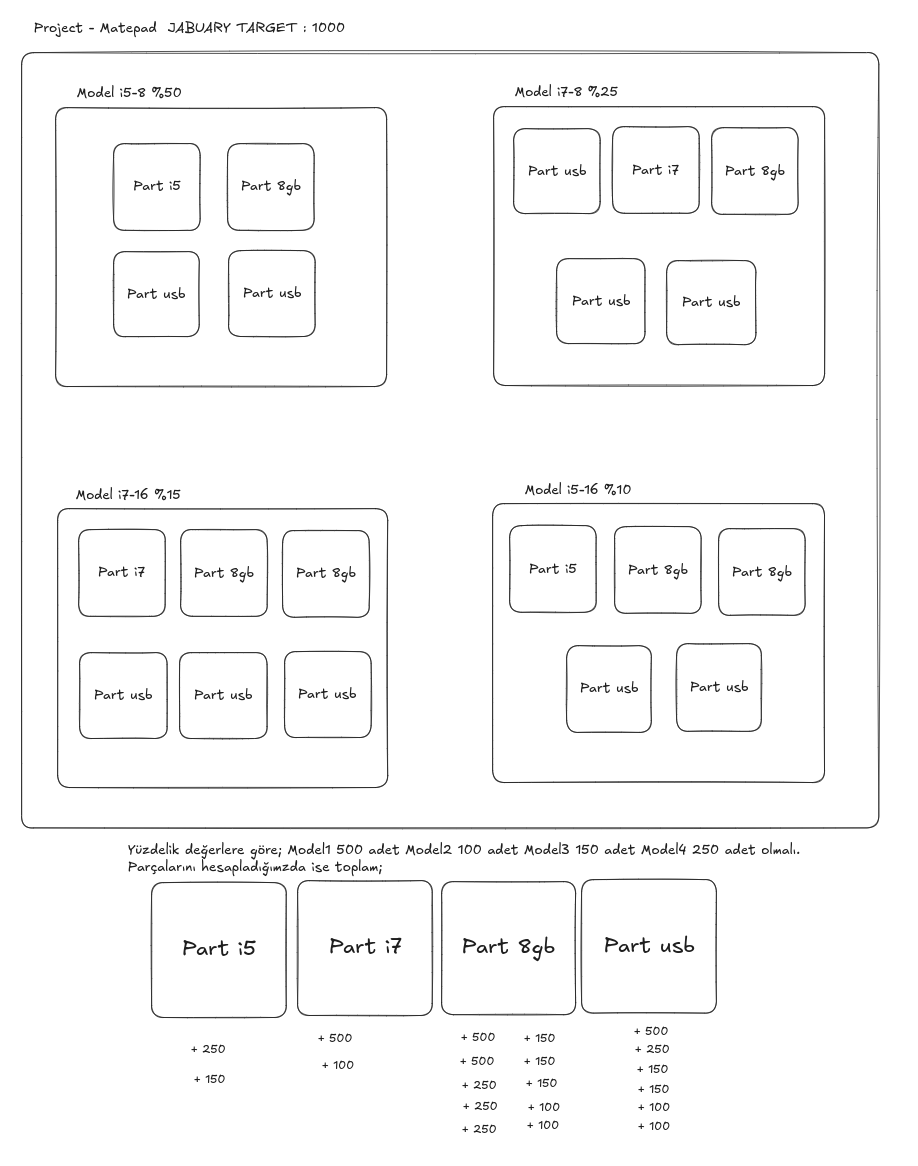 Project - Matepad JABUARY TARGET : 1000
Model i5-8 %50
Part i5
Part 8gb
Part usb
Part usb
Model i7-8 %25
Part usb
Part i7
Part 8gb
Part usb
Part usb
Model i7-16 %15
Part i7
Part 8gb
Part 8gb
Part usb
Part usb
Part usb
Model i5-16 %10
Part i5
Part 8gb
Part 8gb
Part usb
Part usb
Yüzdelik değerlere göre; Model1 500 adet Model2 100 adet Model3 150 adet Model4 250 adet olmalı.
Parçalarını hesapladığımzda ise toplam;
Part i5
Part i7
Part 8gb
Part usb
+ 250
+ 150
+ 500
+ 100
+ 500
+ 500
+ 250
+ 250
+ 250
+ 150
+ 150
+ 150
+ 100
+ 100
+ 500
+ 250
+ 150
+ 150
+ 100
+ 100